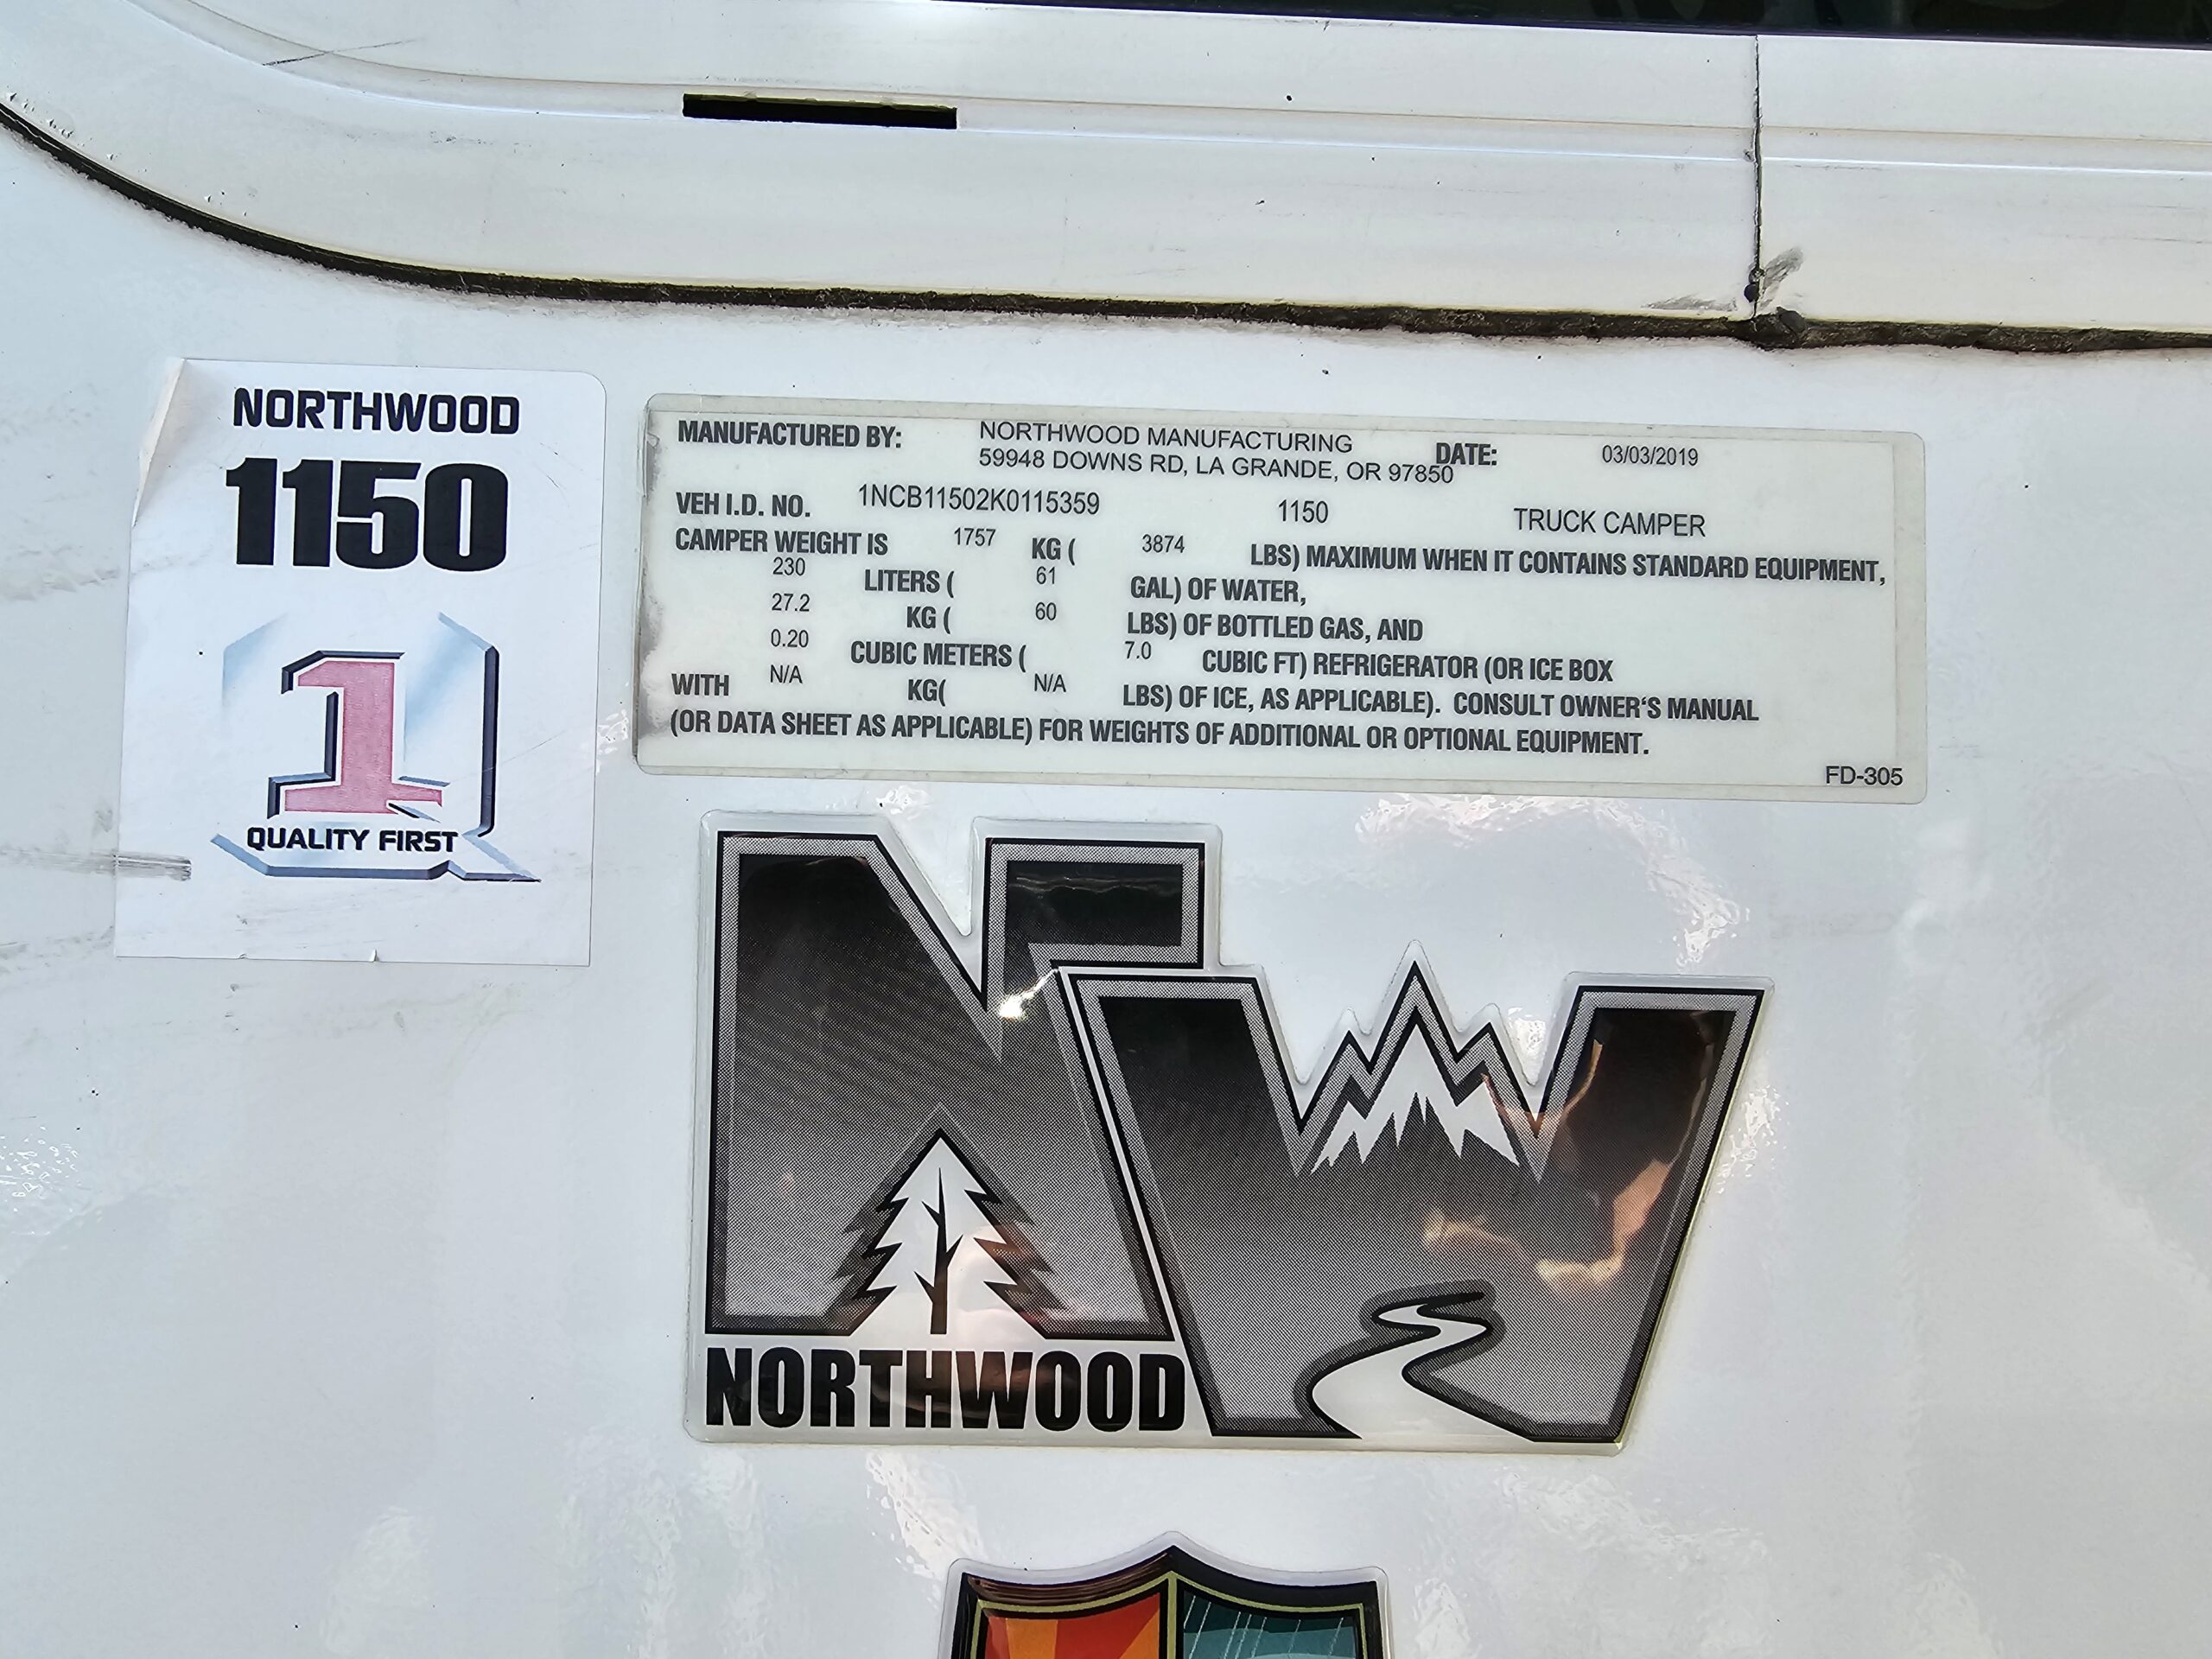 NORTHWOOD
1150
1
QUALITY FIRST
MANUFACTURED BY: NORTHWOOD MANUFACTURING DATE: 03/03/2019
59948 DOWNS RD, LA GRANDE, OR 97850
VEH I.D. NO. 1NCB11502K0115359 1150 TRUCK CAMPER
CAMPER WEIGHT IS 1757 KG ( 3874 LBS) MAXIMUM WHEN IT CONTAINS STANDARD EQUIPMENT,
230 LITERS ( 61 GAL) OF WATER,
27.2 KG ( 60 LBS) OF BOTTLED GAS, AND
0.20 CUBIC METERS ( 7.0 CUBIC FT) REFRIGERATOR (OR ICE BOX
WITH N/A KG( N/A LBS) OF ICE, AS APPLICABLE). CONSULT OWNER'S MANUAL
(OR DATA SHEET AS APPLICABLE) FOR WEIGHTS OF ADDITIONAL OR OPTIONAL EQUIPMENT.
FD-305
NW
NORTHWOOD